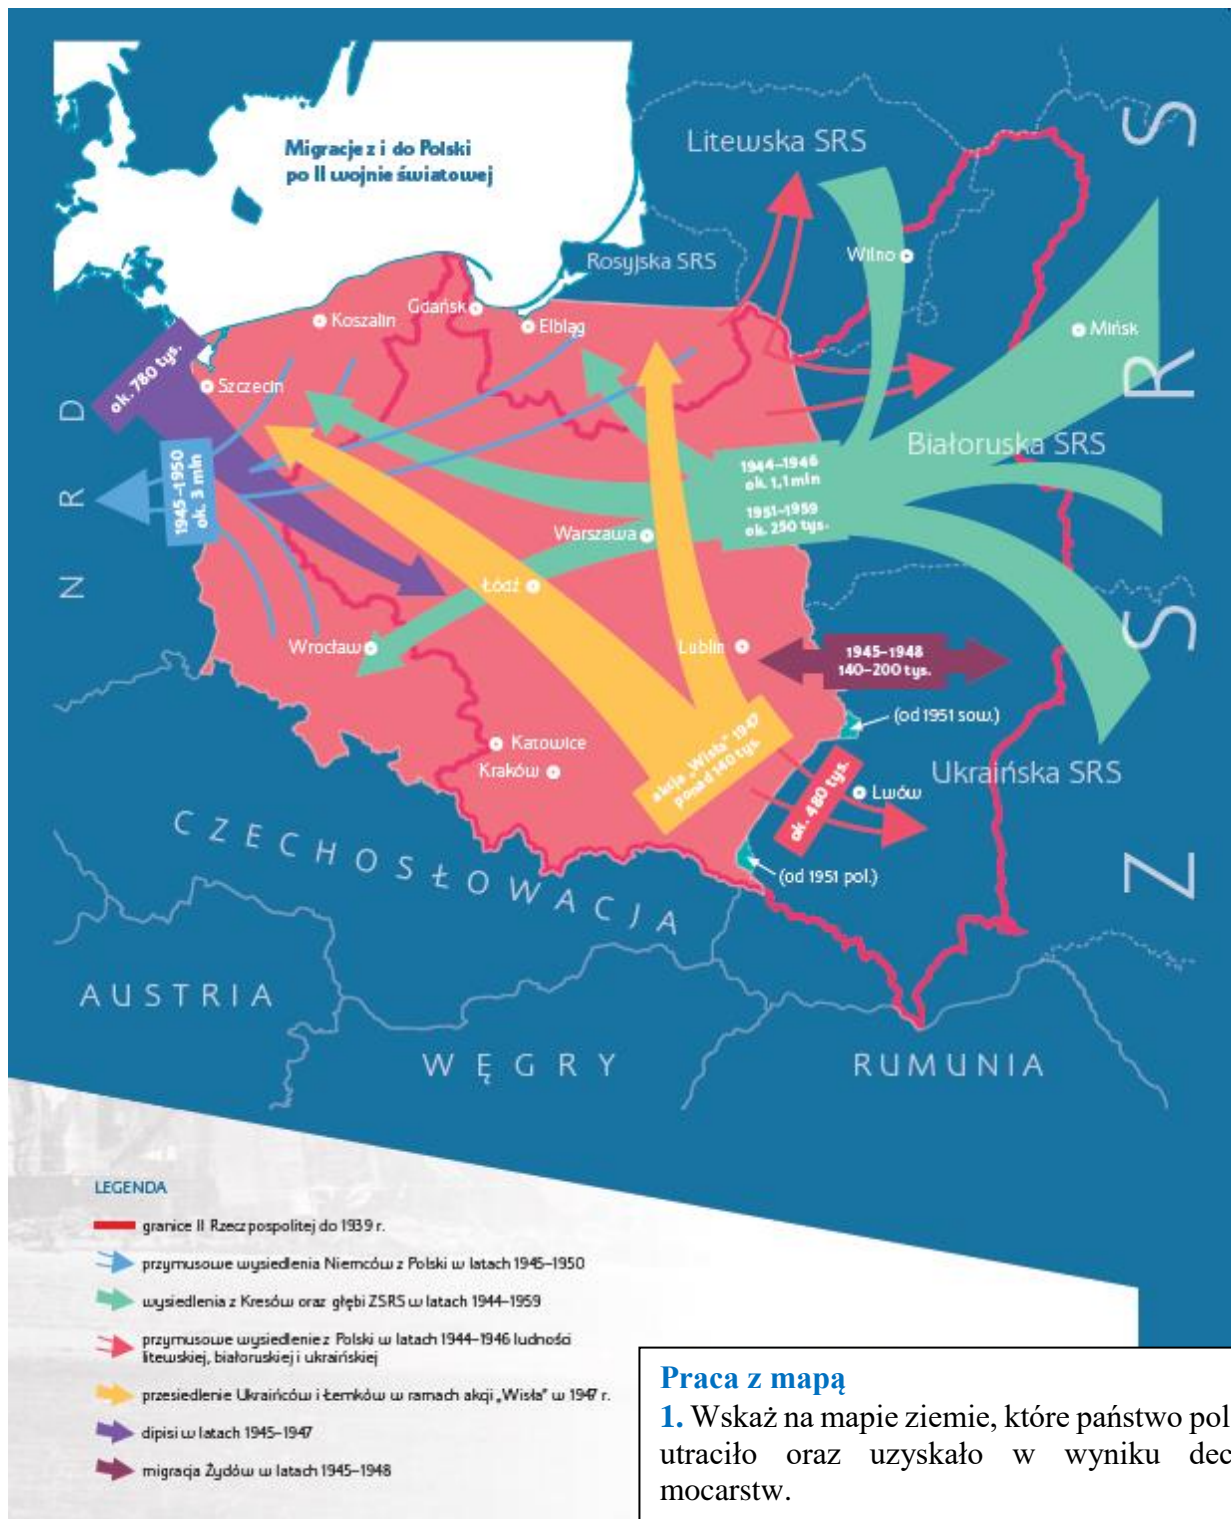 Migracje z i do Polski
po II wojnie światowej
Litewska SRS
Rosyjska SRS
Wilno
Mińsk
Gdańsk
Koszalin
Elbląg
Szczecin
ok. 780 tys.
N R D
1945–1950
ok. 3 mln
Z S R S
Białoruska SRS
1944–1946
ok. 1,1 mln
1951–1959
ok. 250 tys.
Warszawa
Łódź
Wrocław
Lublin
1945–1948
140–200 tys.
(od 1951 sow.)
Katowice
Kraków
akcja „Wisła” 1947
ponad 140 tys.
ok. 480 tys.
Lwów
Ukraińska SRS
(od 1951 pol.)
CZECHOSŁOWACJA
AUSTRIA
WĘGRY
RUMUNIA
LEGENDA
granice II Rzeczpospolitej do 1939 r.
przymusowe wysiedlenia Niemców z Polski w latach 1945–1950
wysiedlenia z Kresów oraz głębi ZSRS w latach 1944–1959
przymusowe wysiedlenie z Polski w latach 1944–1946 ludności
litewskiej, białoruskiej i ukraińskiej
przesiedlenie Ukraińców i Łemków w ramach akcji „Wisła” w 1947 r.
dipisi w latach 1945–1947
migracja Żydów w latach 1945–1948
Praca z mapą
1. Wskaż na mapie ziemie, które państwo pol
utraciło oraz uzyskało w wyniku dec
mocarstw.